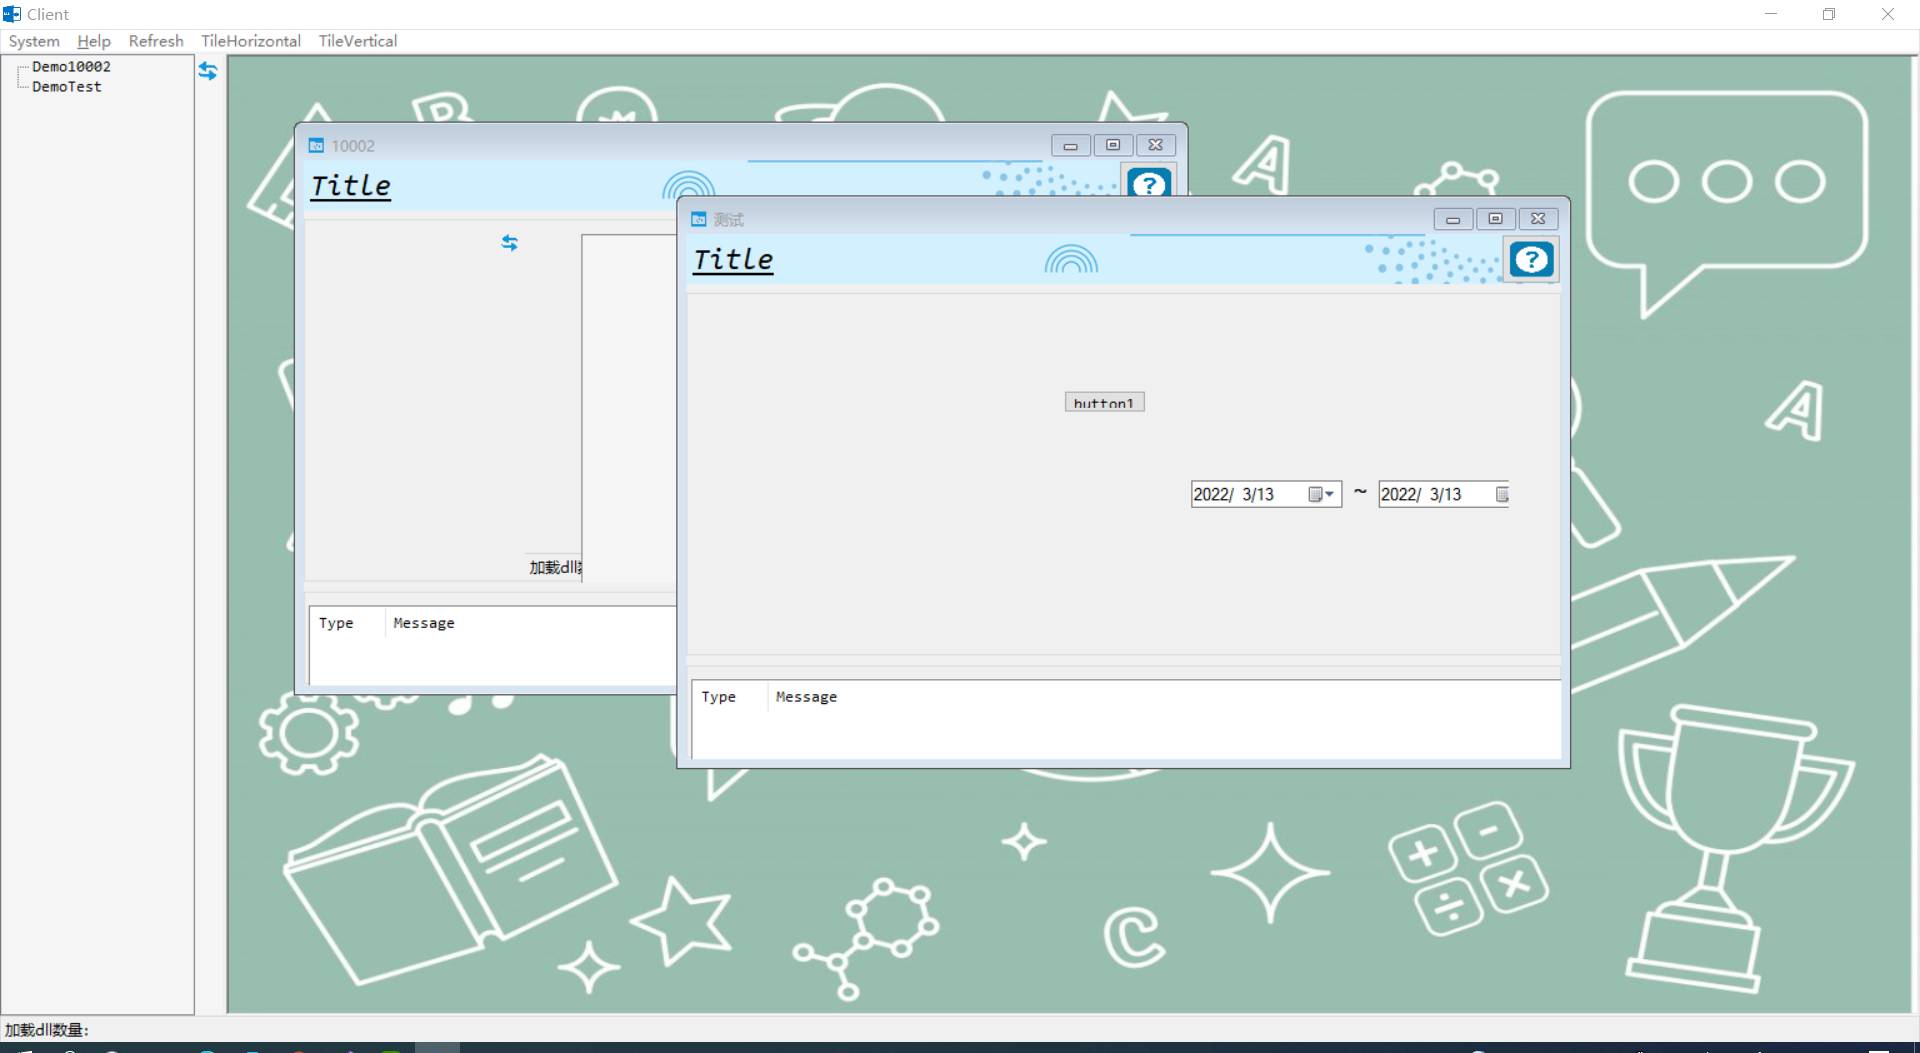 Client
System Help Refresh TileHorizontal TileVertical
Demo10002
DemoTest
10002
Title
加载dll
Type Message
测试
Title
button1
2022/ 3/13 ~ 2022/ 3/13
Type Message
加载dll数量: